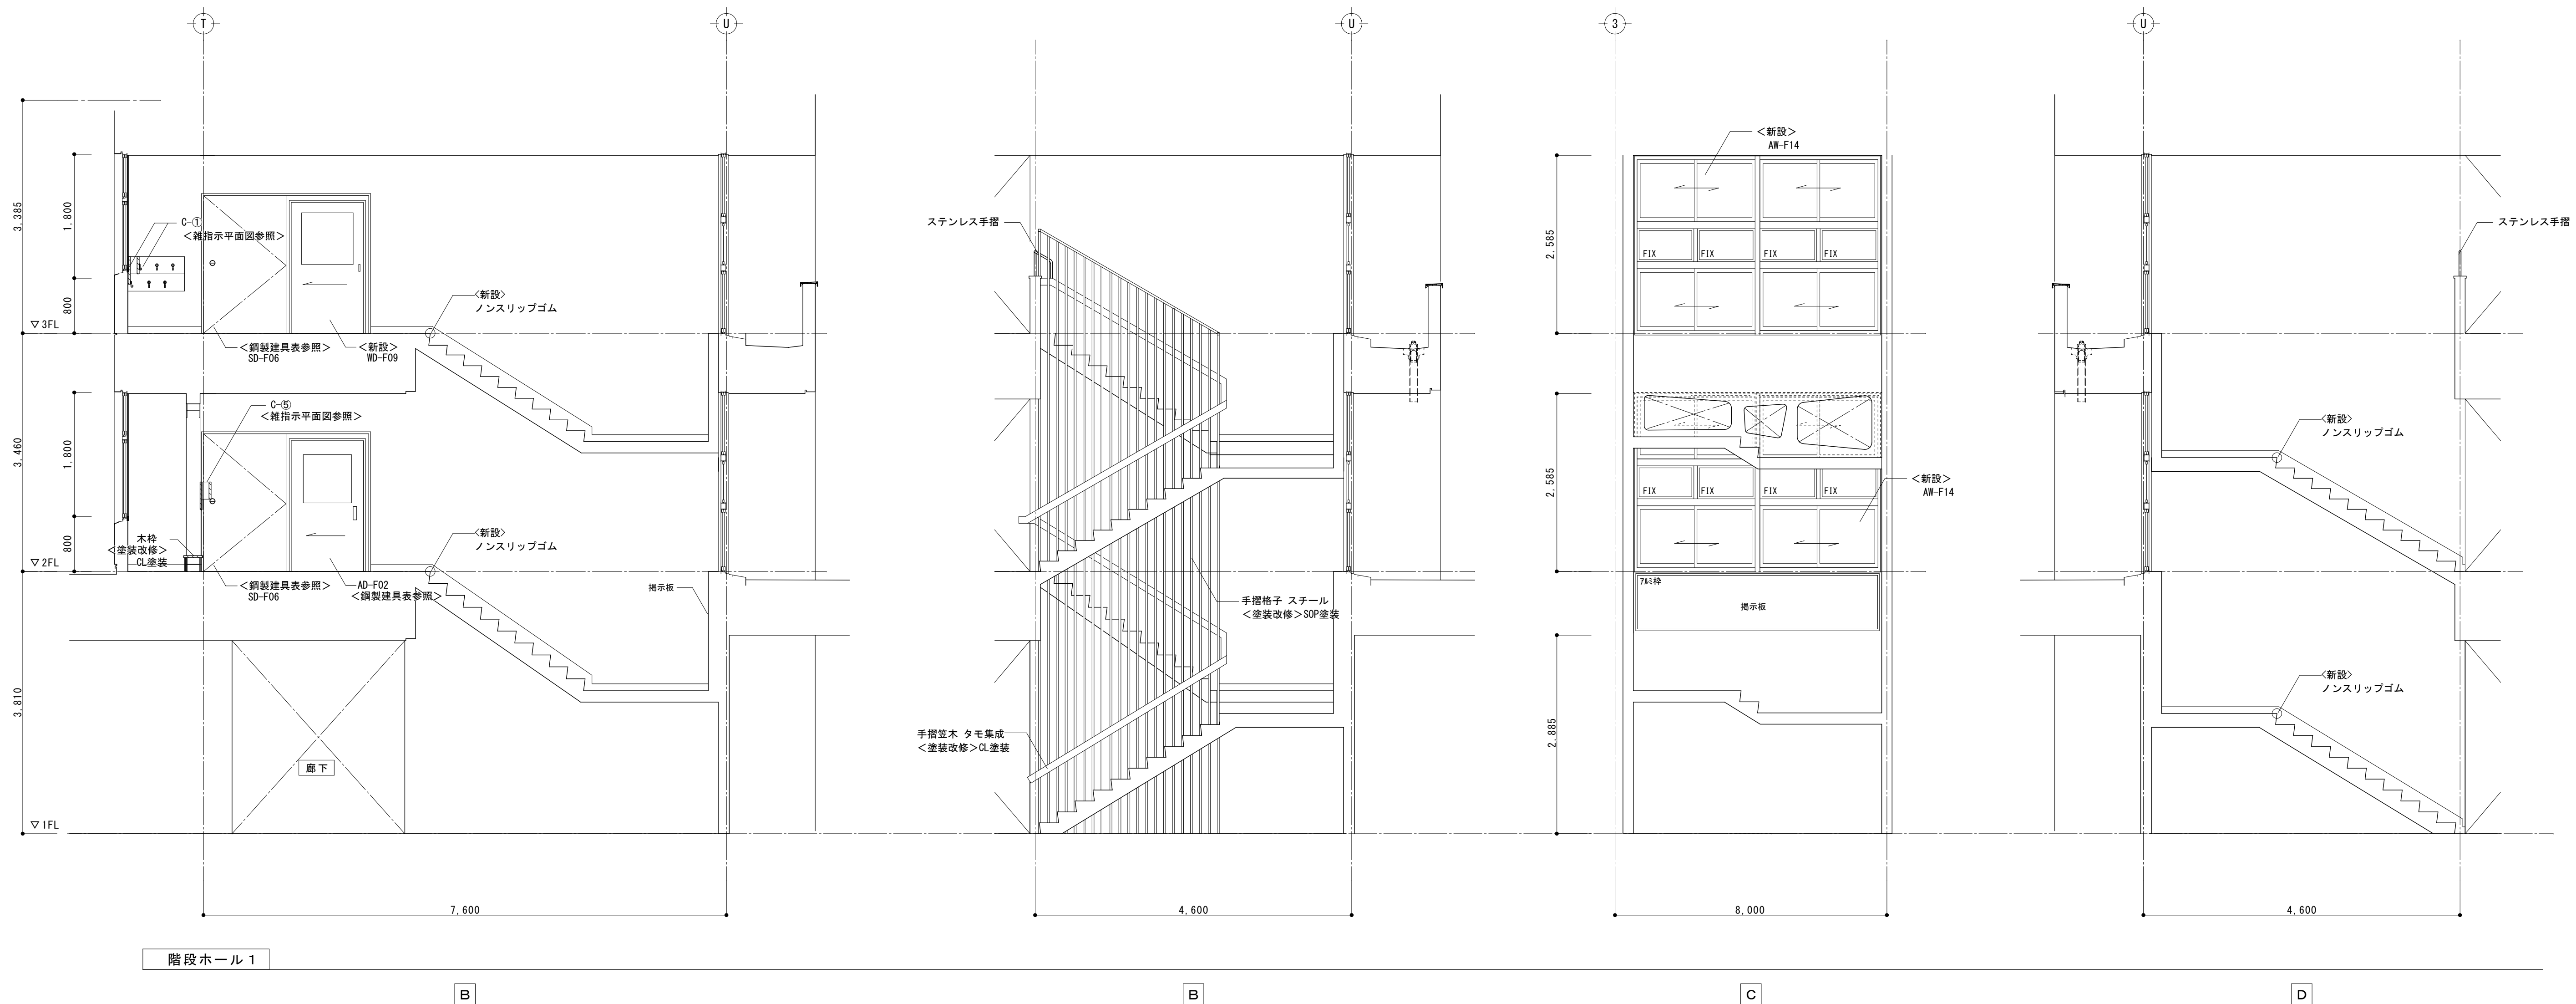 T
U
U
3
U
3,385
1,800
800
3,460
1,800
800
3,810
C-①
<雑指示平面図参照>
▽3FL
<鋼製建具表参照>
SD-F06
<新設>
WD-F09
<新設>
ノンスリップゴム
C-⑤
<雑指示平面図参照>
木枠
<塗装改修>
CL塗装
▽2FL
<鋼製建具表参照>
SD-F06
AD-F02
<鋼製建具表参照>
<新設>
ノンスリップゴム
掲示板
廊下
▽1FL
7,600
ステンレス手摺
手摺格子 スチール
<塗装改修>SOP塗装
手摺笠木 タモ集成
<塗装改修>CL塗装
4,600
2,585
2,585
2,885
<新設>
AW-F14
FIX
FIX
FIX
FIX
FIX
FIX
FIX
FIX
<新設>
AW-F14
アルミ枠
掲示板
8,000
ステンレス手摺
<新設>
ノンスリップゴム
<新設>
ノンスリップゴム
4,600
階段ホール1
B
B
C
D